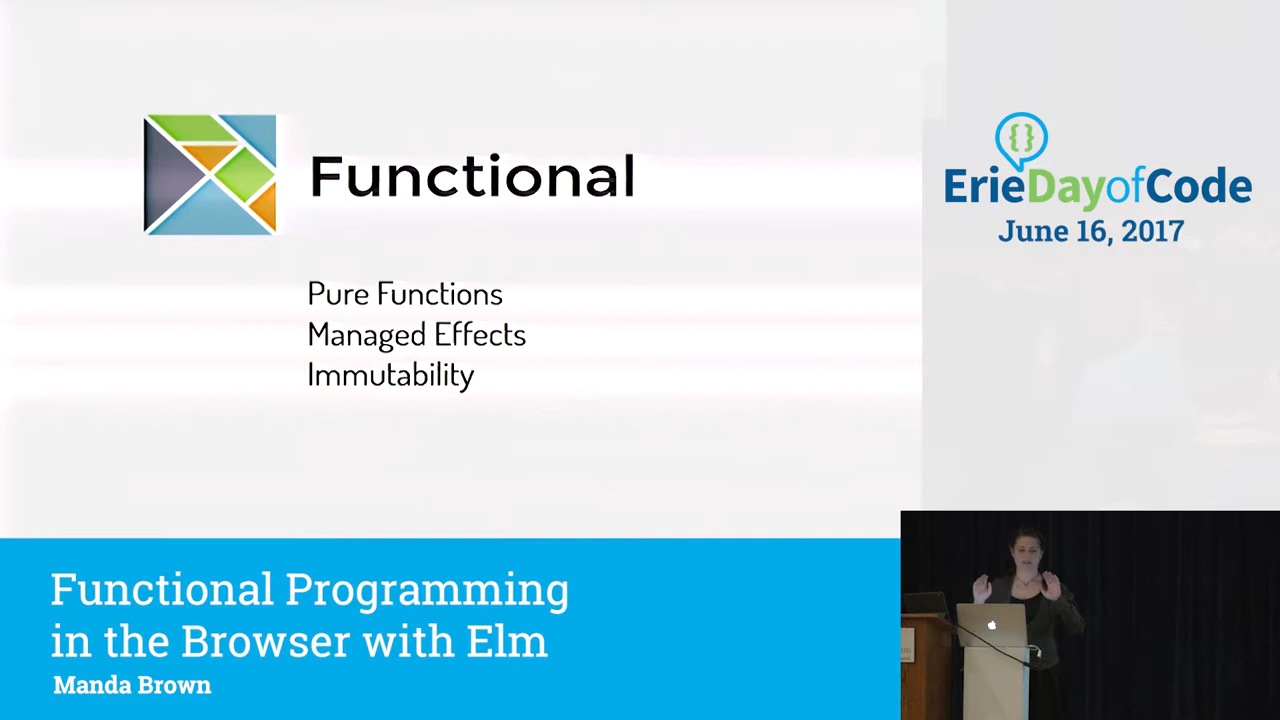 Functional
Pure Functions
Managed Effects
Immutability
ErieDayofCode
June 16, 2017
Functional Programming
in the Browser with Elm
Manda Brown